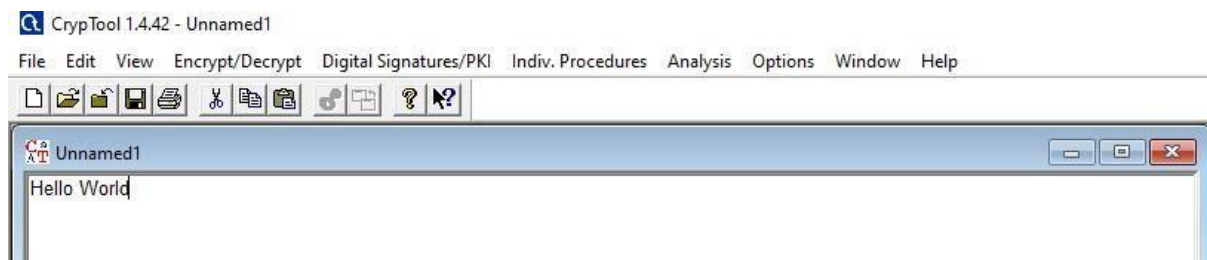 CrypTool 1.4.42 - Unnamed1
File Edit View Encrypt/Decrypt Digital Signatures/PKI Indiv. Procedures Analysis Options Window Help
Unnamed1
Hello World